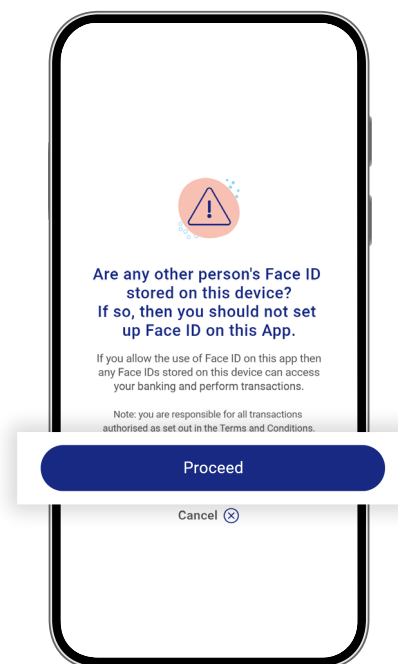 Are any other person's Face ID
stored on this device?
If so, then you should not set
up Face ID on this App.
If you allow the use of Face ID on this app then
any Face IDs stored on this device can access
your banking and perform transactions.
Note: you are responsible for all transactions
authorised as set out in the Terms and Conditions.
Proceed
Cancel